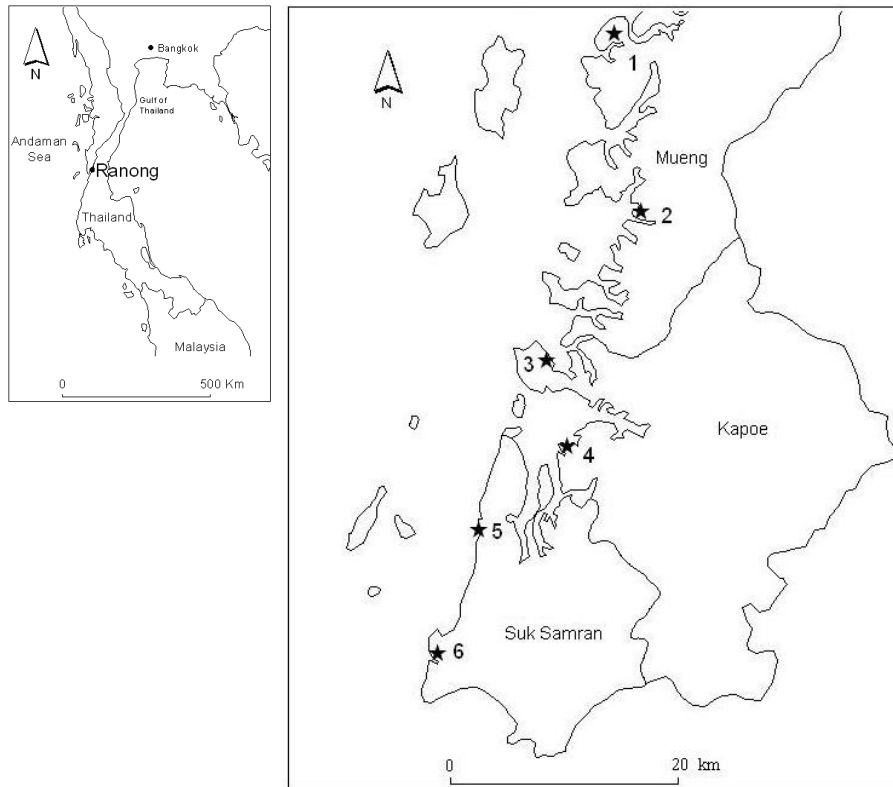 N
Bangkok
Gulf of
Thailand
Andaman
Sea
Ranong
Thailand
Malaysia
0 500 Km
N
1
Mueng
2
3
Kapoe
4
5
Suk Samran
6
0 20 km